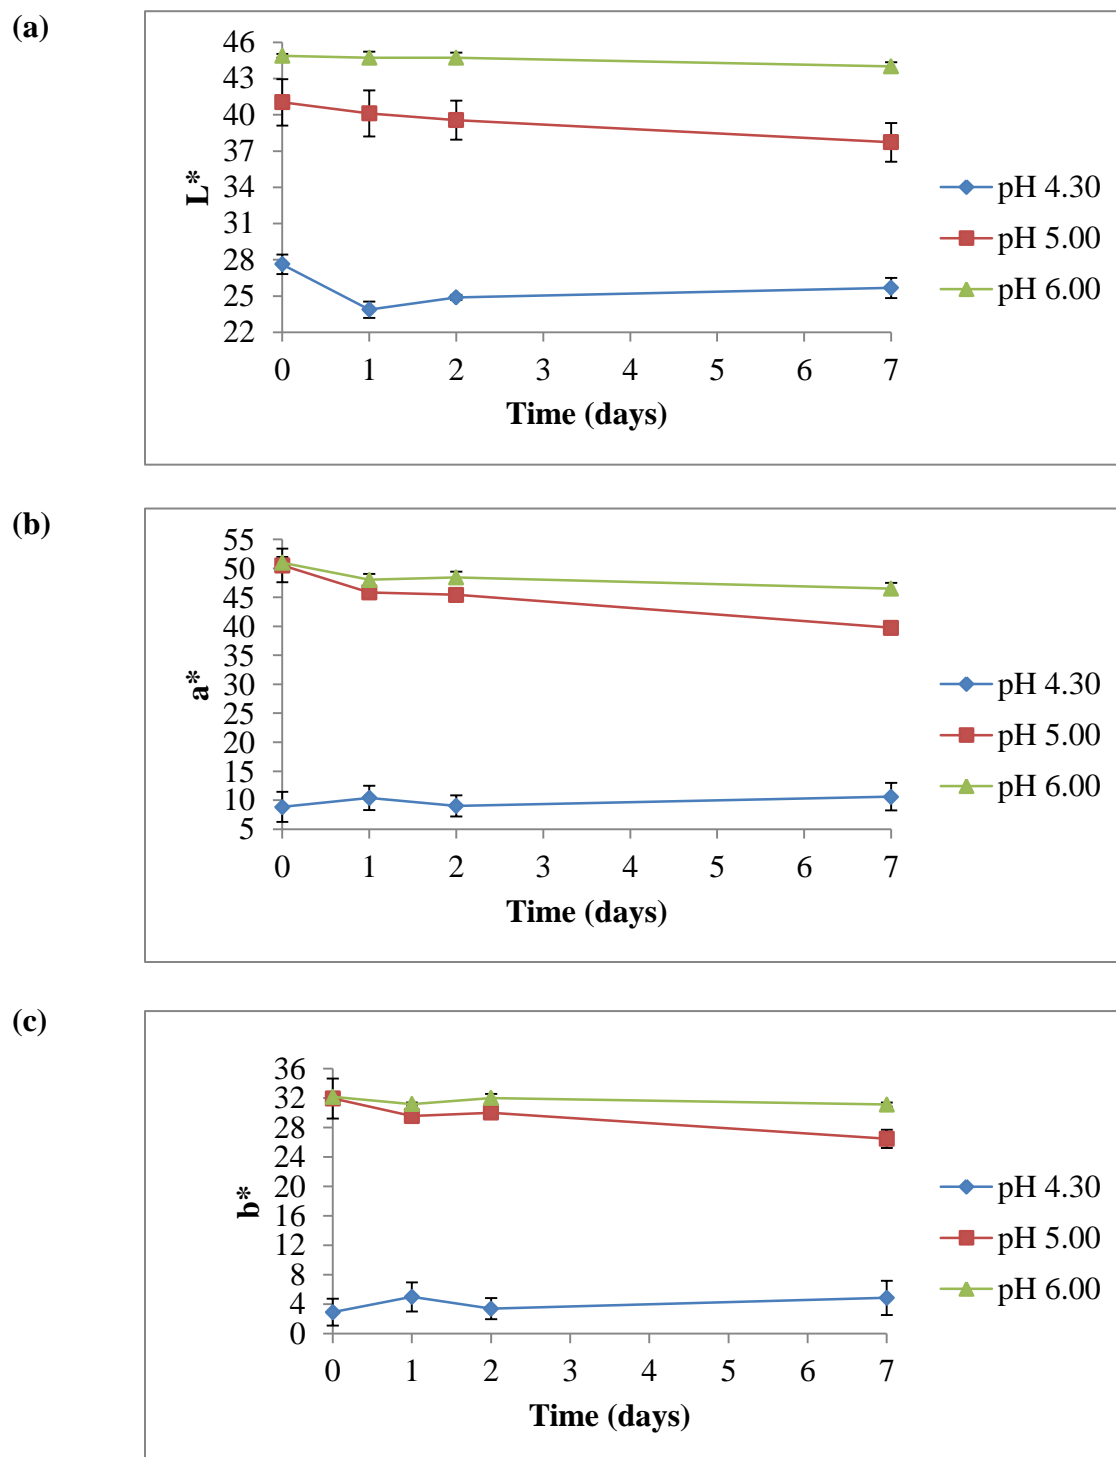 (a)
46
43
40
37
34
31
28
25
22
L*
0 1 2 3 4 5 6 7
Time (days)
pH 4.30
pH 5.00
pH 6.00
(b)
55
50
45
40
35
30
25
20
15
10
5
a*
0 1 2 3 4 5 6 7
Time (days)
pH 4.30
pH 5.00
pH 6.00
(c)
36
32
28
24
20
16
12
8
4
0
b*
0 1 2 3 4 5 6 7
Time (days)
pH 4.30
pH 5.00
pH 6.00